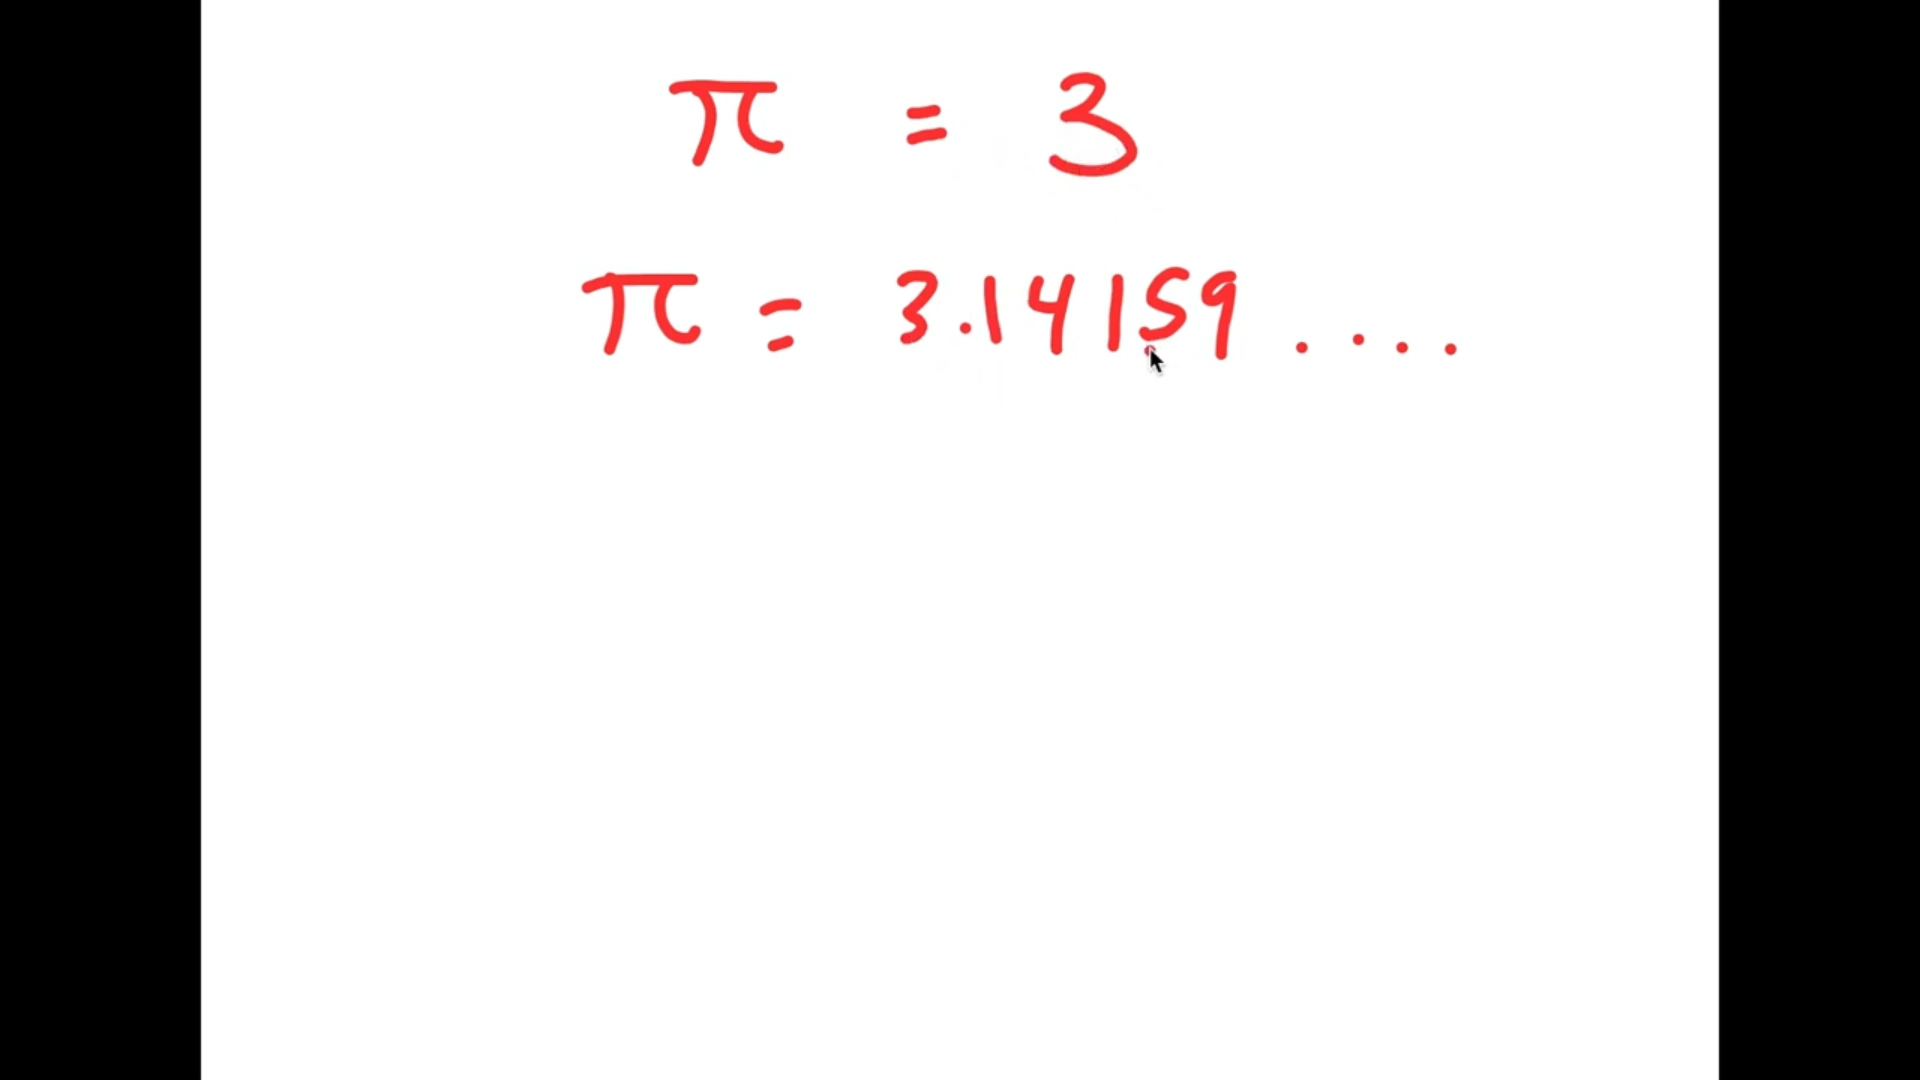 π = 3
π = 3.14159 ....